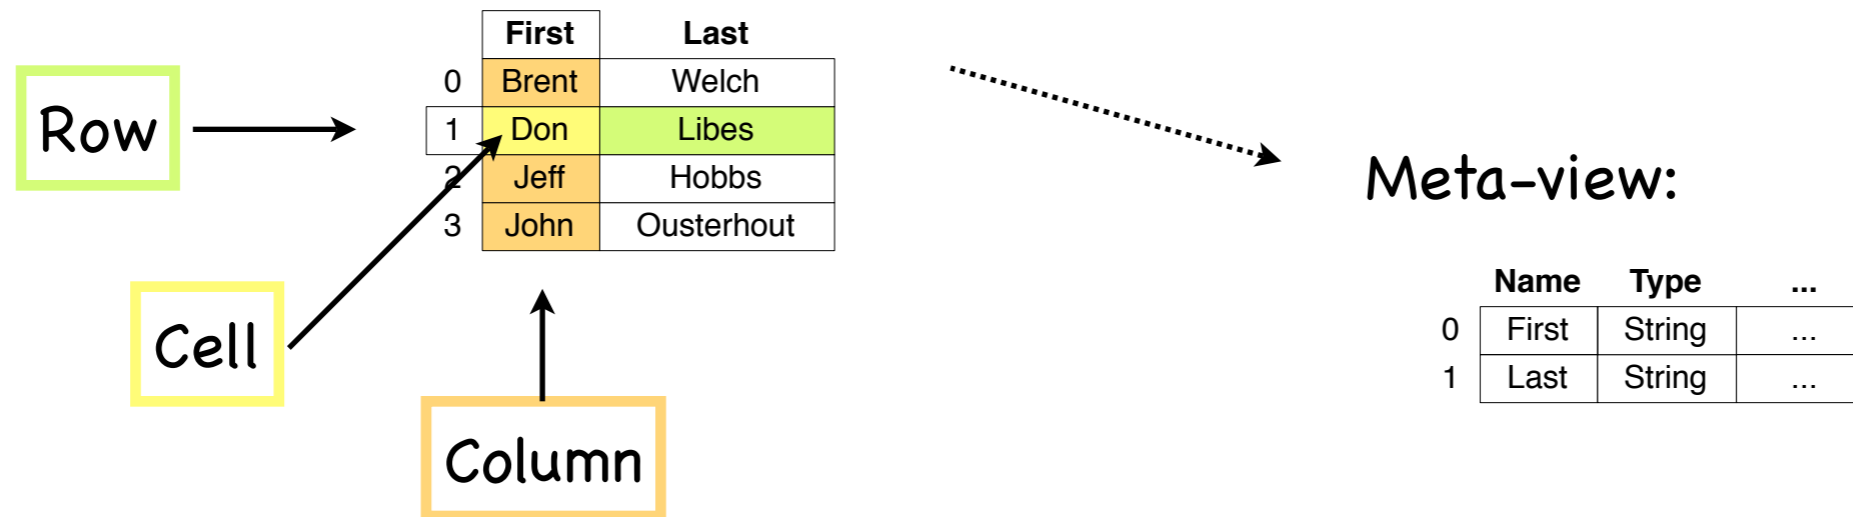 First Last
0 Brent Welch
Row
1 Don Libes
2 Jeff Hobbs
3 John Ousterhout
Cell
Column
Meta-view:
Name Type ...
0 First String ...
1 Last String ...